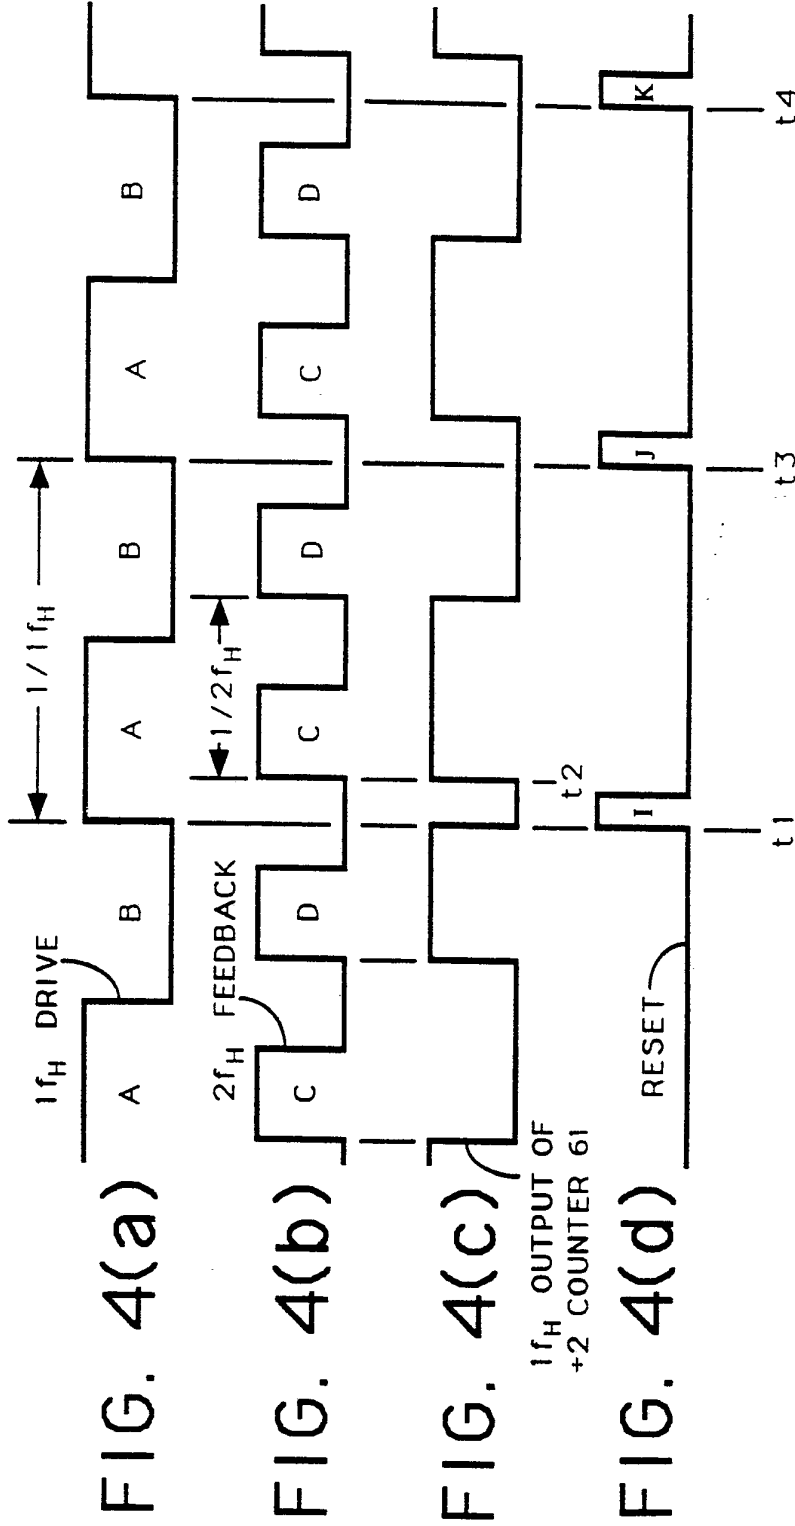 FIG. 4(a)
1fH DRIVE
A
B
A
B
A
B
1/1fH
FIG. 4(b)
2fH FEEDBACK
C
D
C
D
C
D
1/2fH
FIG. 4(c)
1fH OUTPUT OF
÷2 COUNTER 61
t2
FIG. 4(d)
RESET
I
J
K
t1
t3
t4